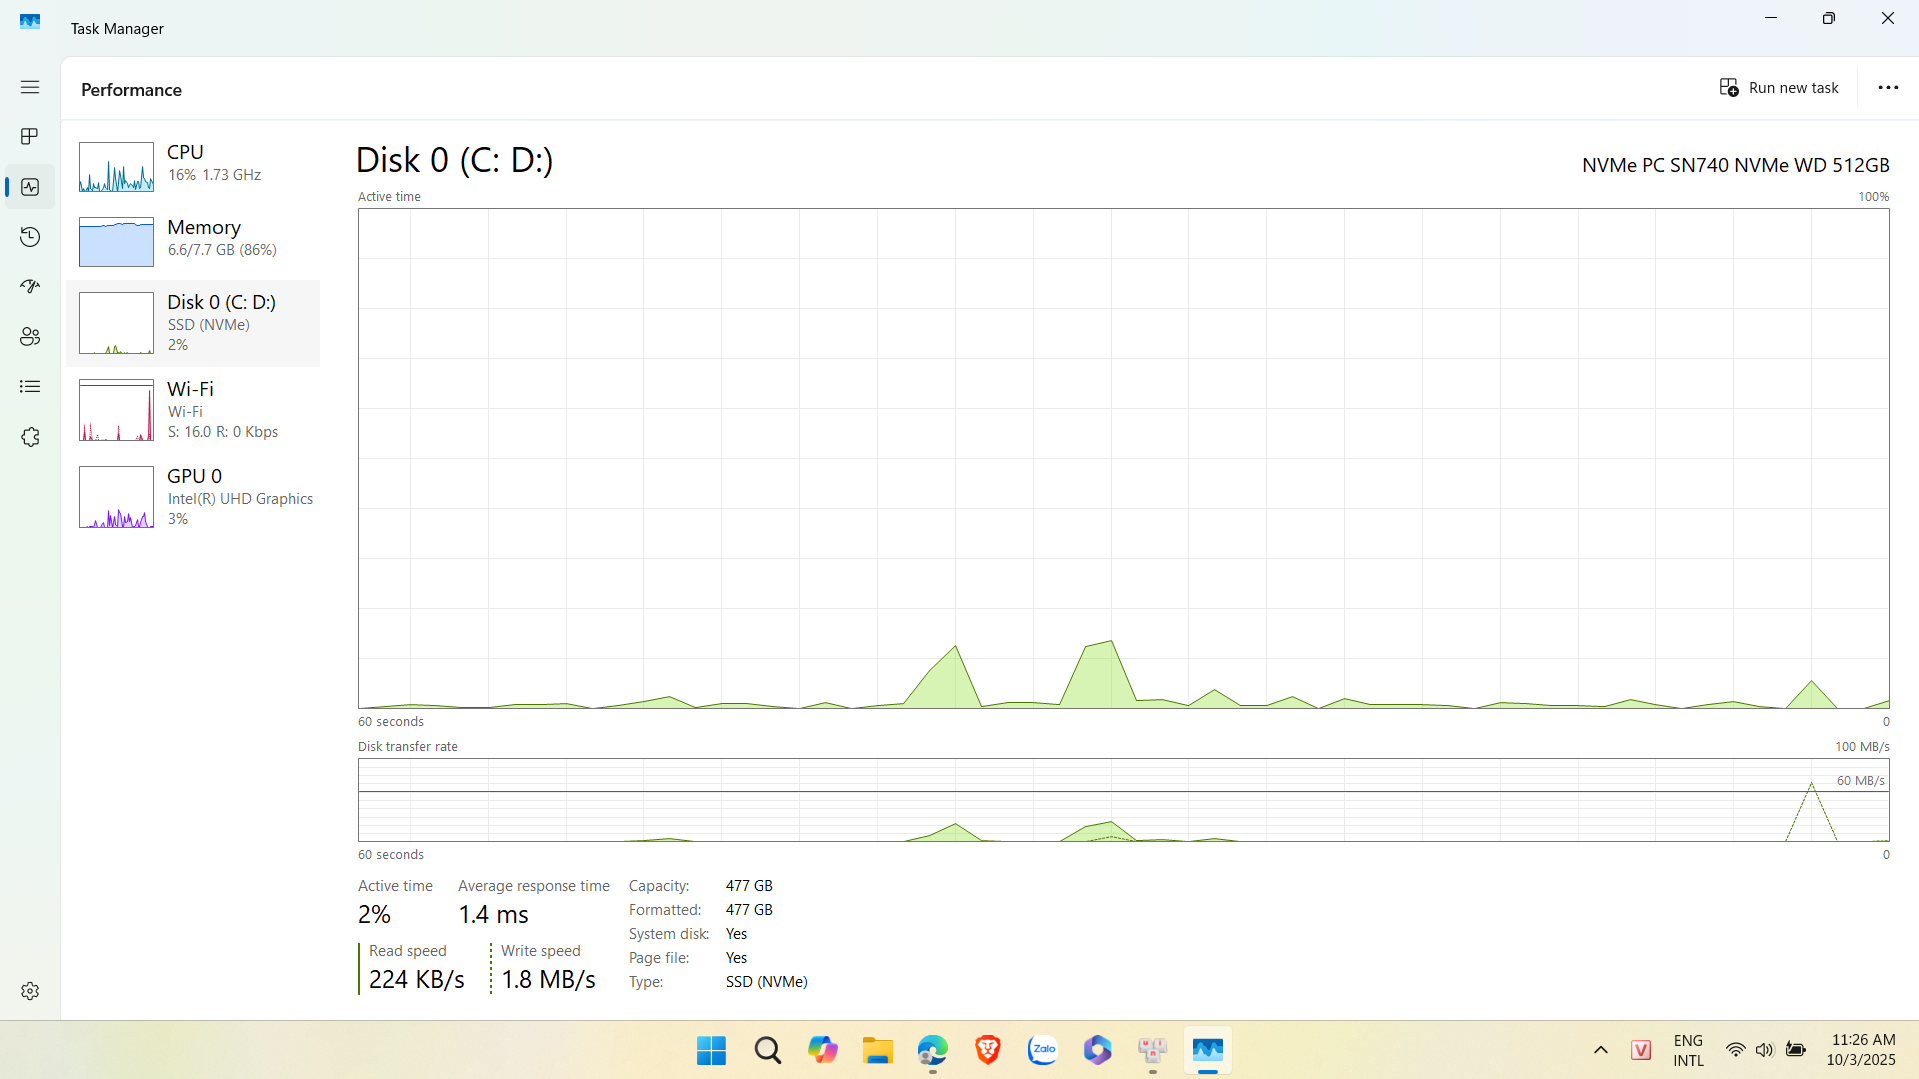 Task Manager
Performance
Run new task
CPU
16% 1.73 GHz
Memory
6.6/7.7 GB (86%)
Disk 0 (C: D:)
SSD (NVMe)
2%
Wi-Fi
Wi-Fi
S: 16.0 R: 0 Kbps
GPU 0
Intel(R) UHD Graphics
3%
Disk 0 (C: D:)
NVMe PC SN740 NVMe WD 512GB
Active time
100%
60 seconds
0
Disk transfer rate
100 MB/s
60 MB/s
60 seconds
0
Active time
2%
Average response time
1.4 ms
Read speed
224 KB/s
Write speed
1.8 MB/s
Capacity: 477 GB
Formatted: 477 GB
System disk: Yes
Page file: Yes
Type: SSD (NVMe)
Zalo
V
ENG
INTL
11:26 AM
10/3/2025